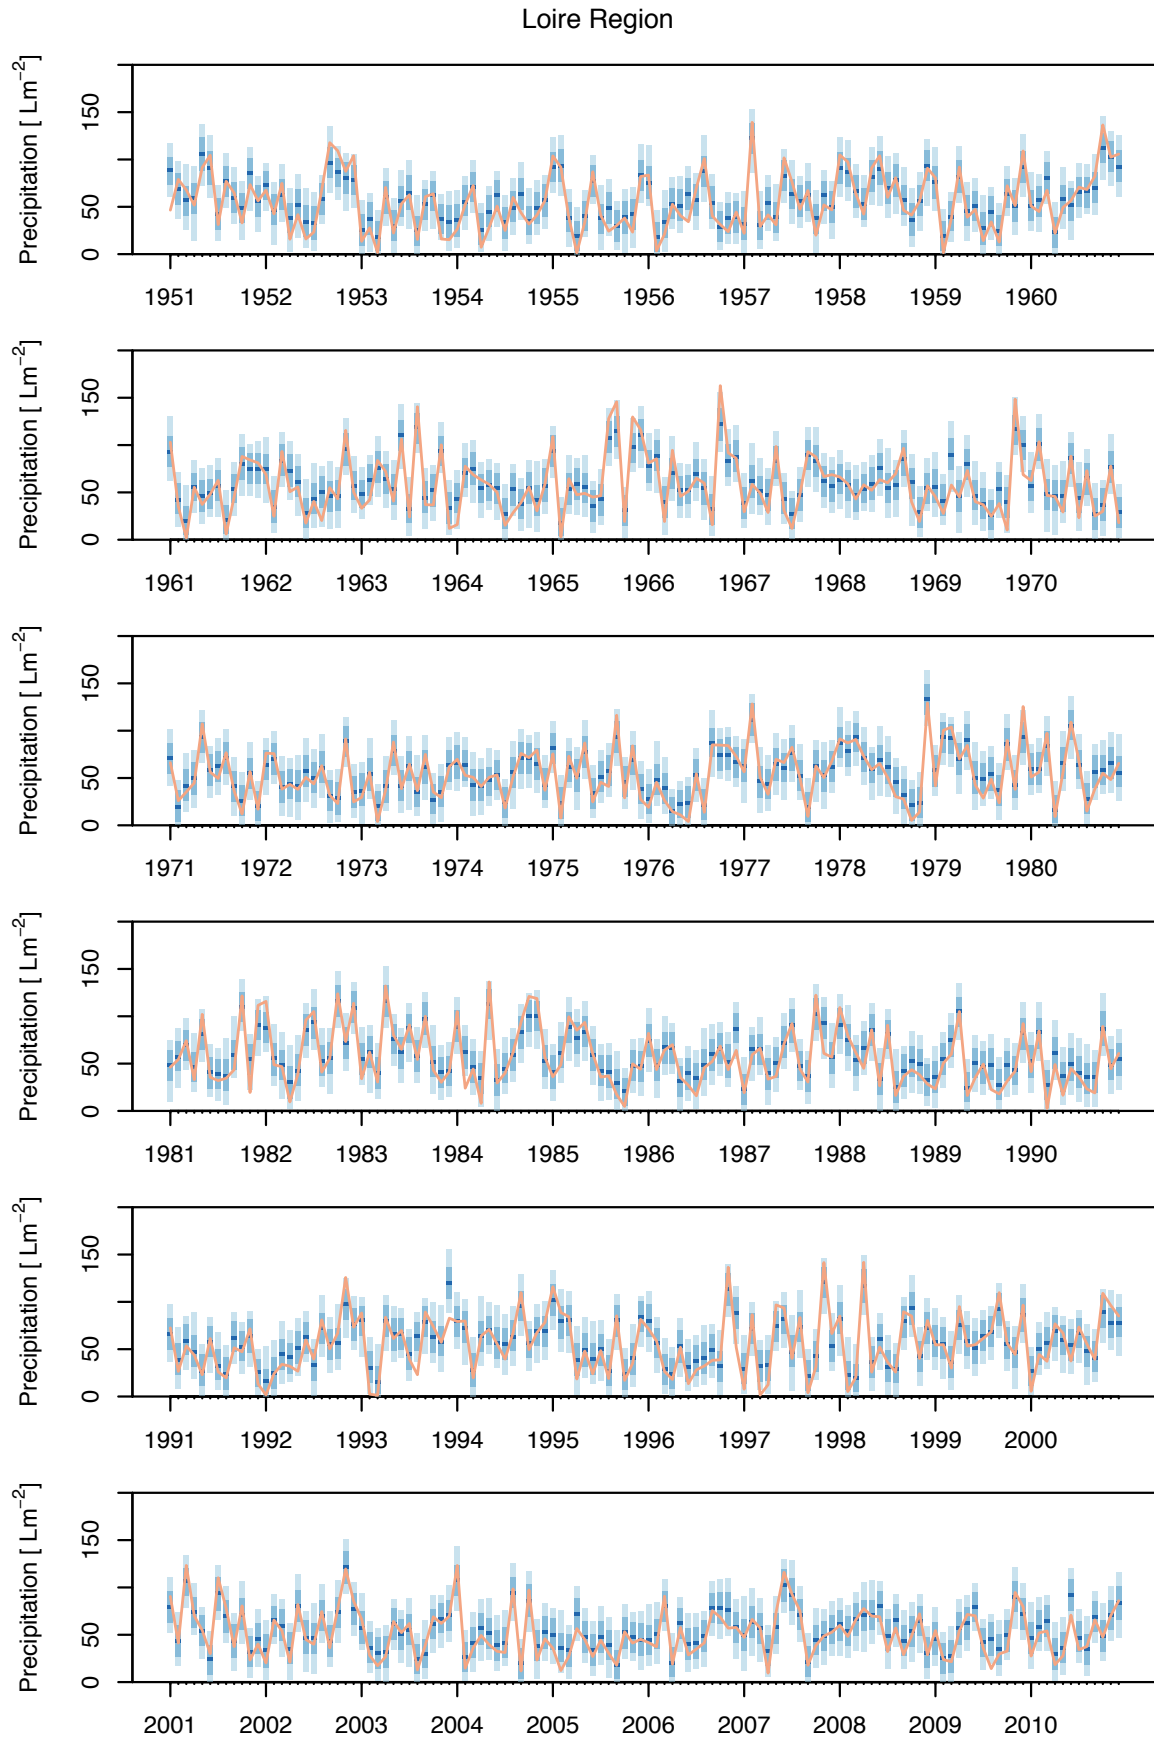 Loire Region
Precipitation [ Lm⁻²]
0 50 150
1951 1952 1953 1954 1955 1956 1957 1958 1959 1960
Precipitation [ Lm⁻²]
0 50 150
1961 1962 1963 1964 1965 1966 1967 1968 1969 1970
Precipitation [ Lm⁻²]
0 50 150
1971 1972 1973 1974 1975 1976 1977 1978 1979 1980
Precipitation [ Lm⁻²]
0 50 150
1981 1982 1983 1984 1985 1986 1987 1988 1989 1990
Precipitation [ Lm⁻²]
0 50 150
1991 1992 1993 1994 1995 1996 1997 1998 1999 2000
Precipitation [ Lm⁻²]
0 50 150
2001 2002 2003 2004 2005 2006 2007 2008 2009 2010